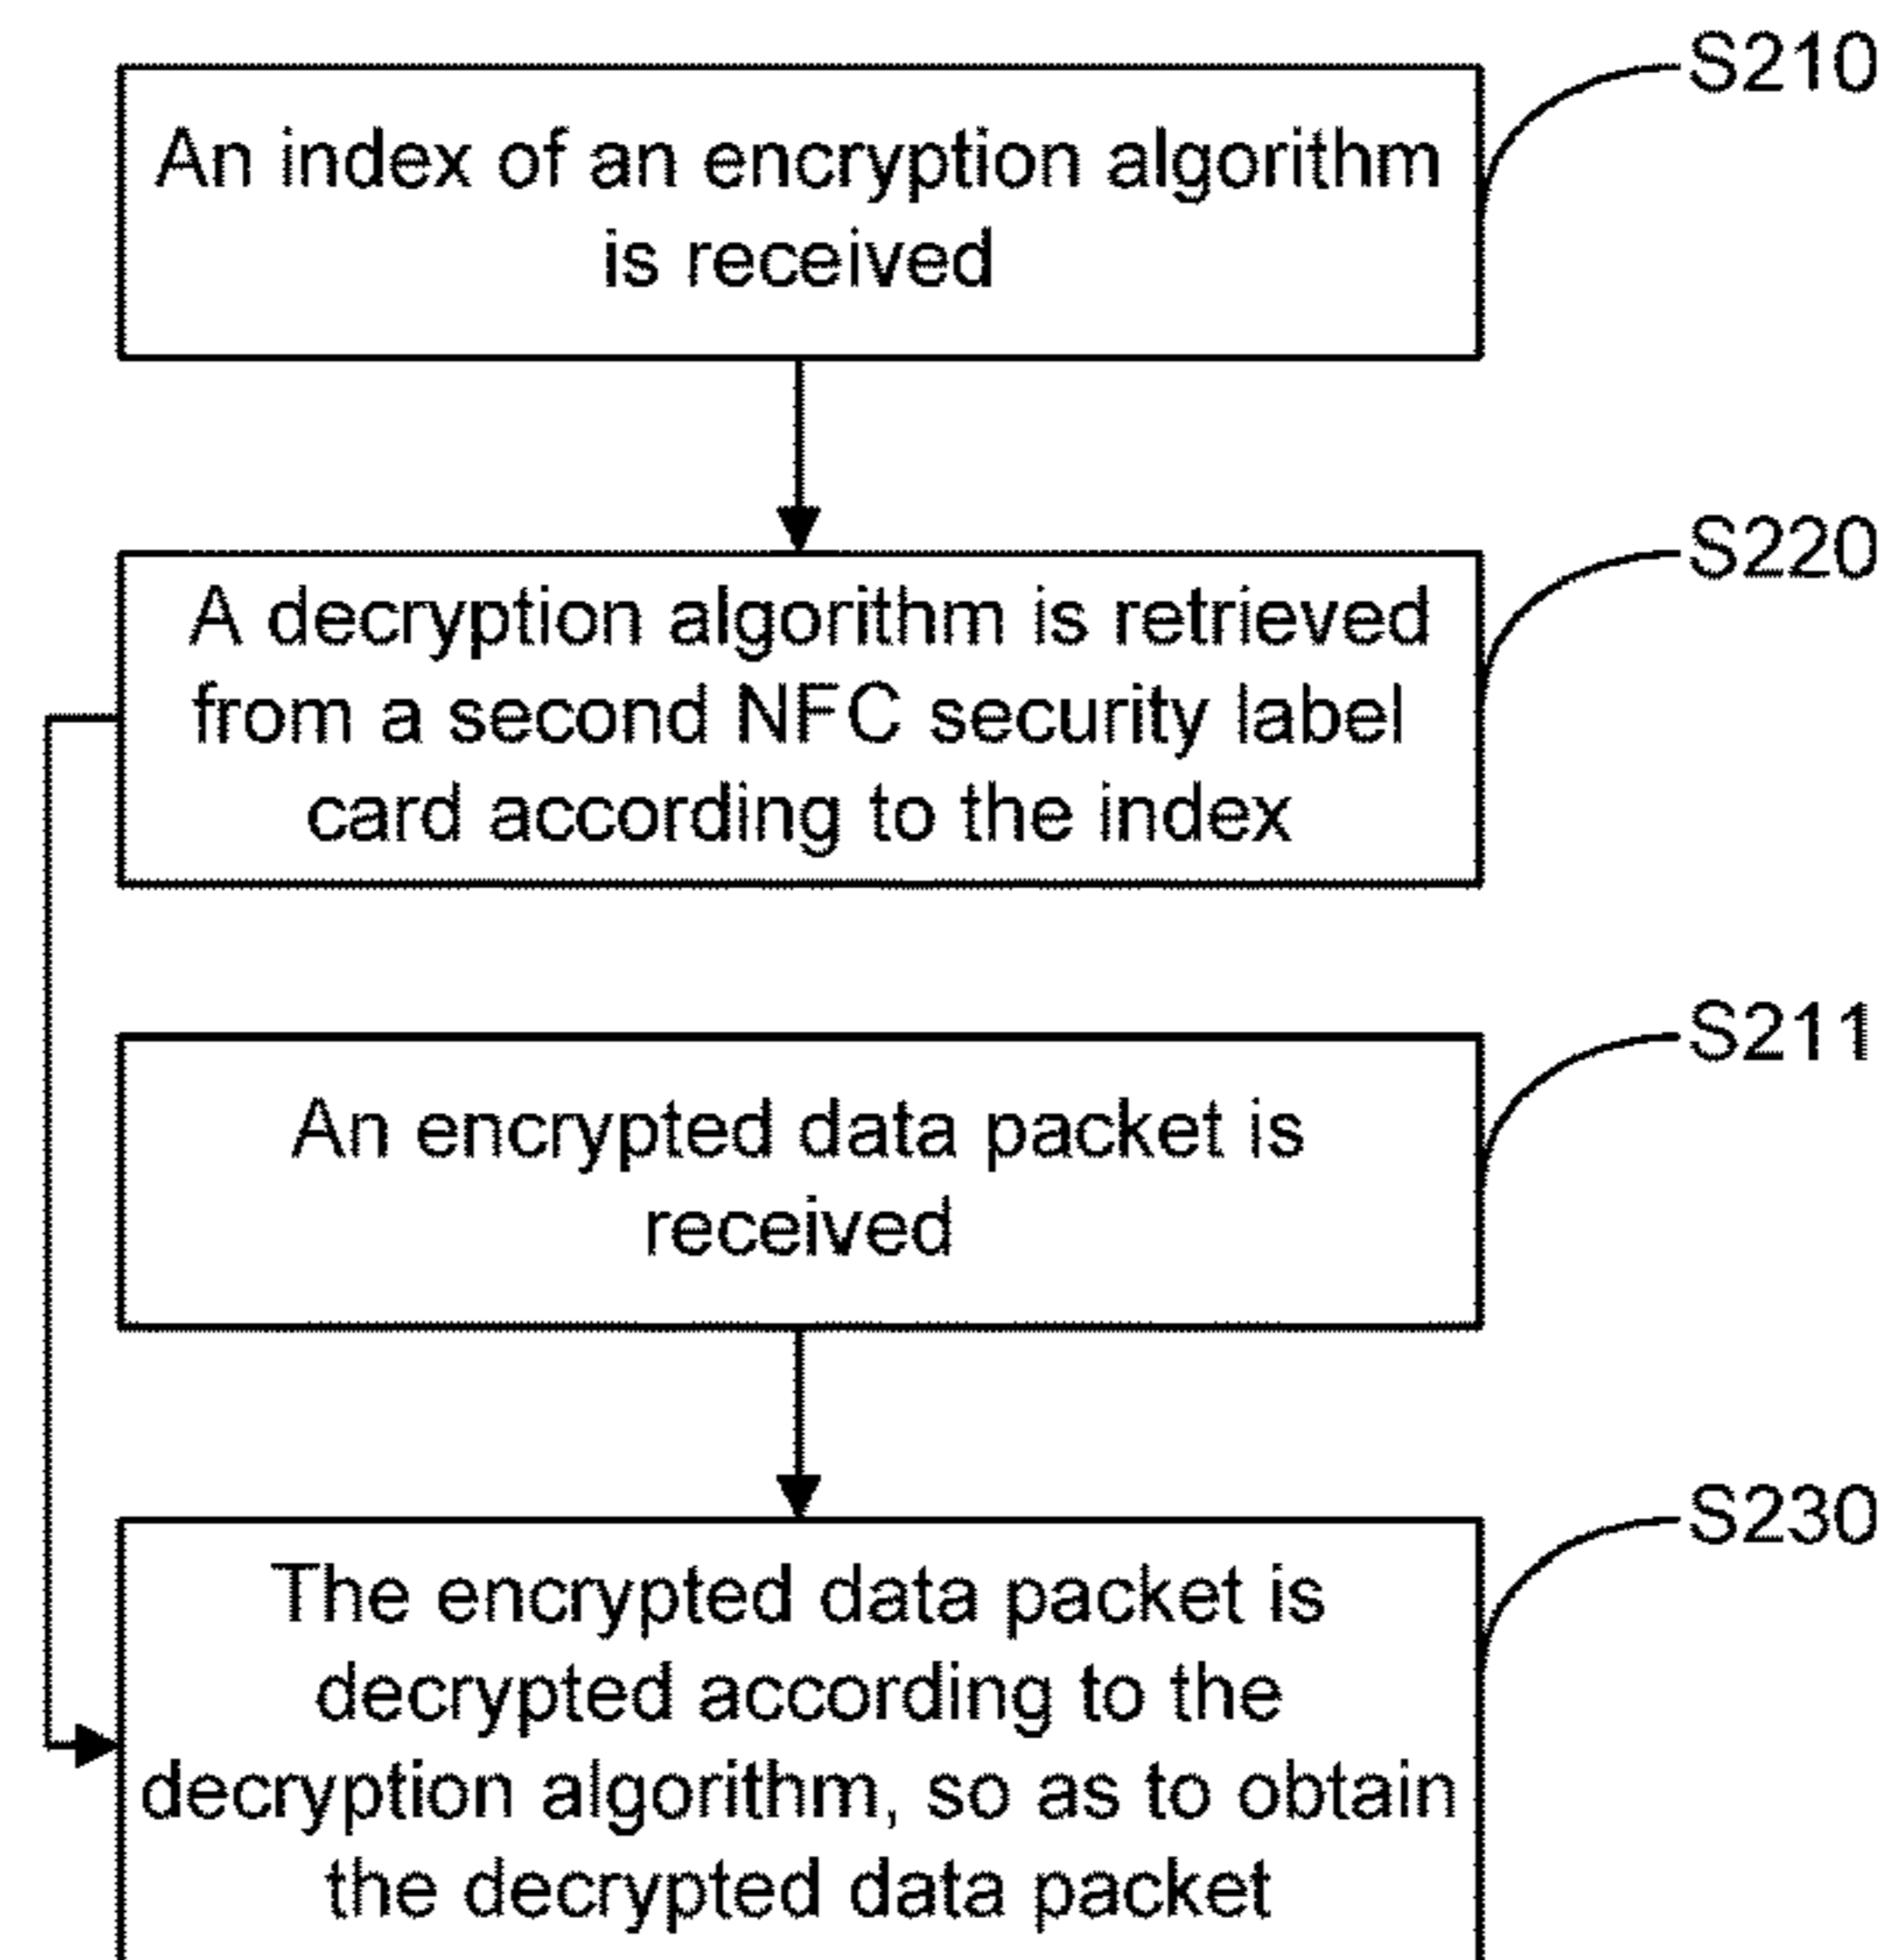 S210
An index of an encryption algorithm
is received
S220
A decryption algorithm is retrieved
from a second NFC security label
card according to the index
S211
An encrypted data packet is
received
S230
The encrypted data packet is
decrypted according to the
decryption algorithm, so as to obtain
the decrypted data packet